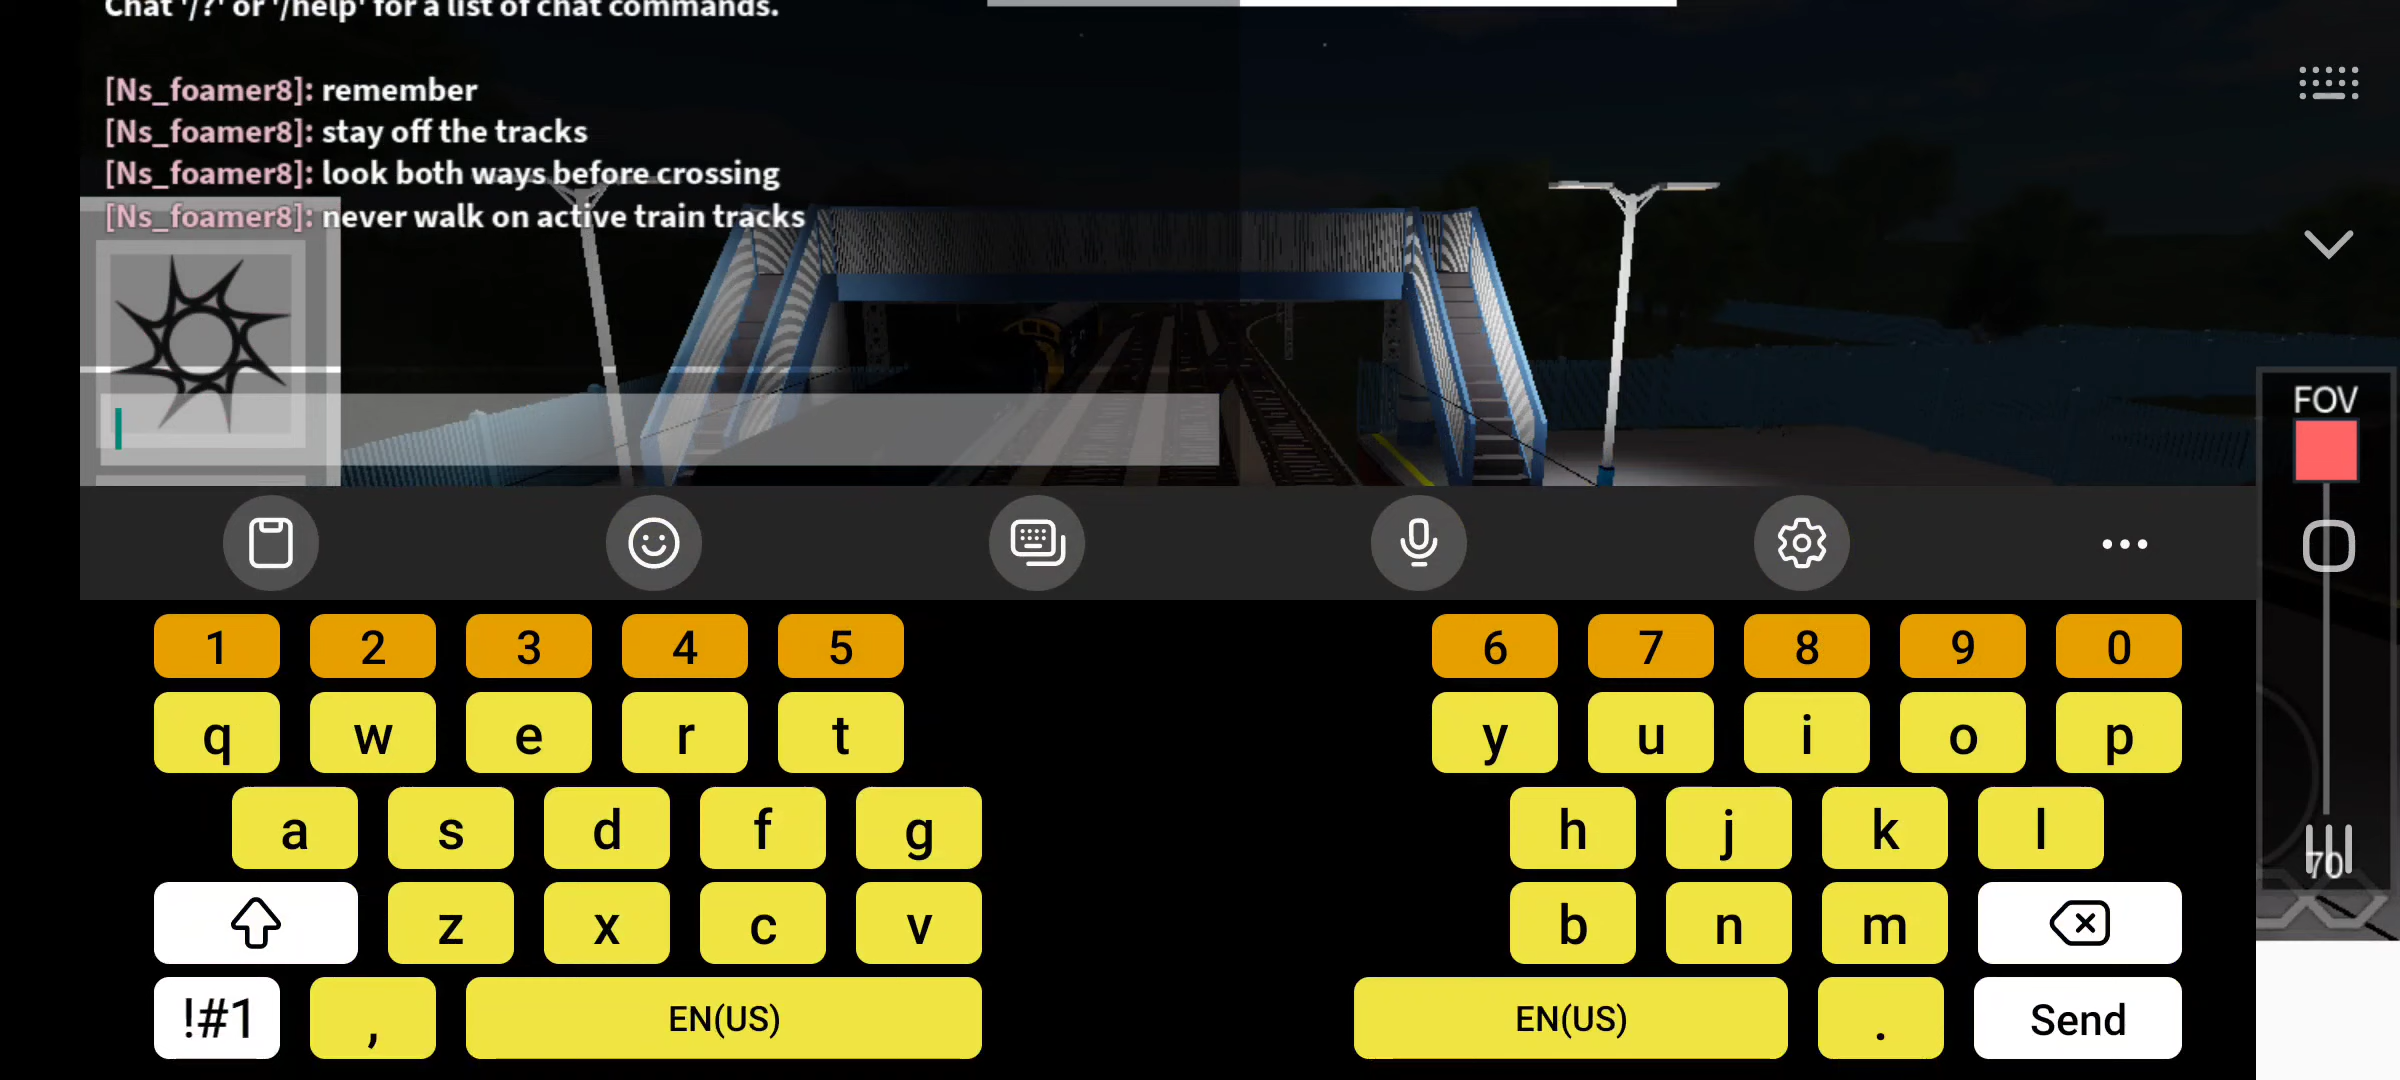 Chat '/?' or '/help' for a list of chat commands.
[Ns_foamer8]: remember
[Ns_foamer8]: stay off the tracks
[Ns_foamer8]: look both ways before crossing
[Ns_foamer8]: never walk on active train tracks
FOV
70
1 2 3 4 5 6 7 8 9 0
q w e r t y u i o p
a s d f g h j k l
z x c v b n m
!#1 , EN(US) EN(US) . Send